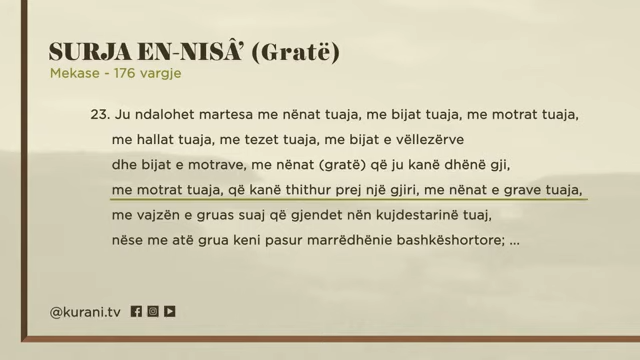 SURJA EN-NISÂ’ (Gratë)
Mekase - 176 vargje
23. Ju ndalohet martesa me nënat tuaja, me bijat tuaja, me motrat tuaja,
me hallat tuaja, me tezet tuaja, me bijat e vëllezërve
dhe bijat e motrave, me nënat (gratë) që ju kanë dhënë gji,
me motrat tuaja, që kanë thithur prej një gjiri, me nënat e grave tuaja,
me vajzën e gruas suaj që gjendet nën kujdestarinë tuaj,
nëse me atë grua keni pasur marrëdhënie bashkëshortore; ...
@kurani.tv